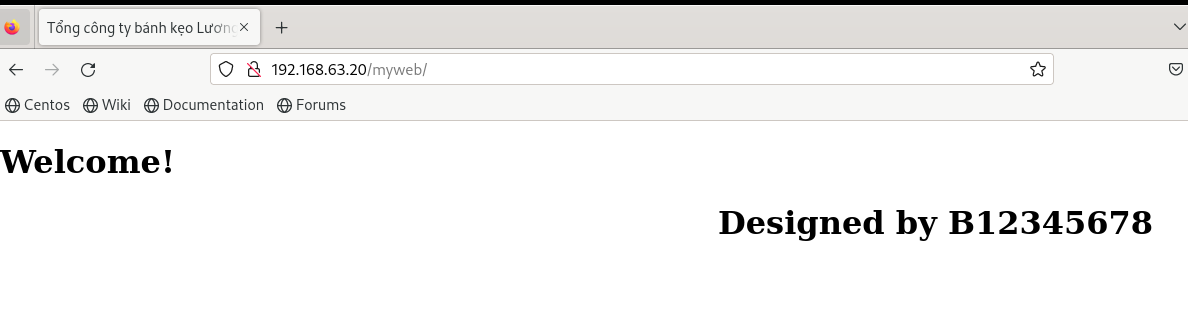 Tổng công ty bánh kẹo Lương
192.168.63.20/myweb/
Centos Wiki Documentation Forums
Welcome!
Designed by B12345678